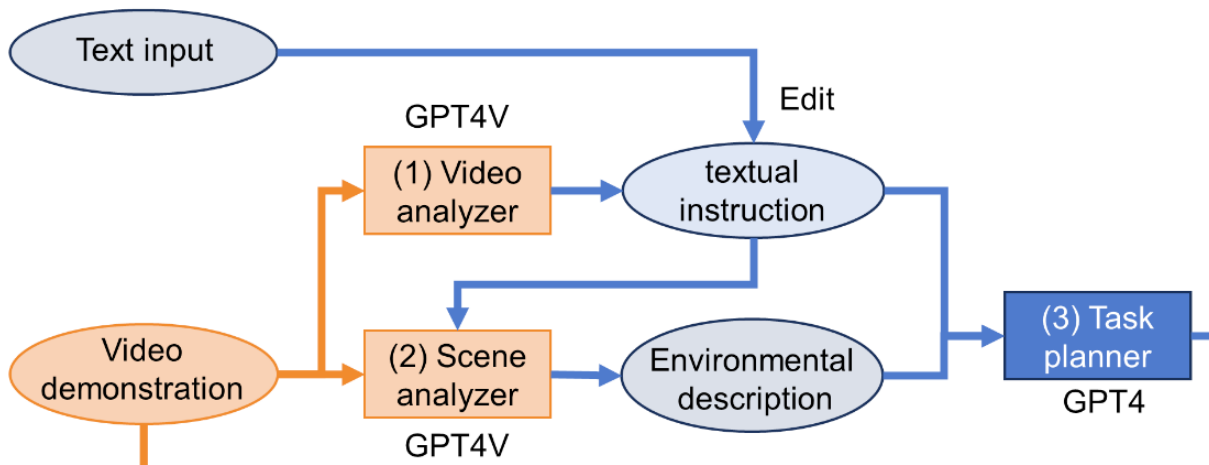 Text input
Edit
GPT4V
(1) Video
analyzer
textual
instruction
Video
demonstration
(2) Scene
analyzer
GPT4V
Environmental
description
(3) Task
planner
GPT4